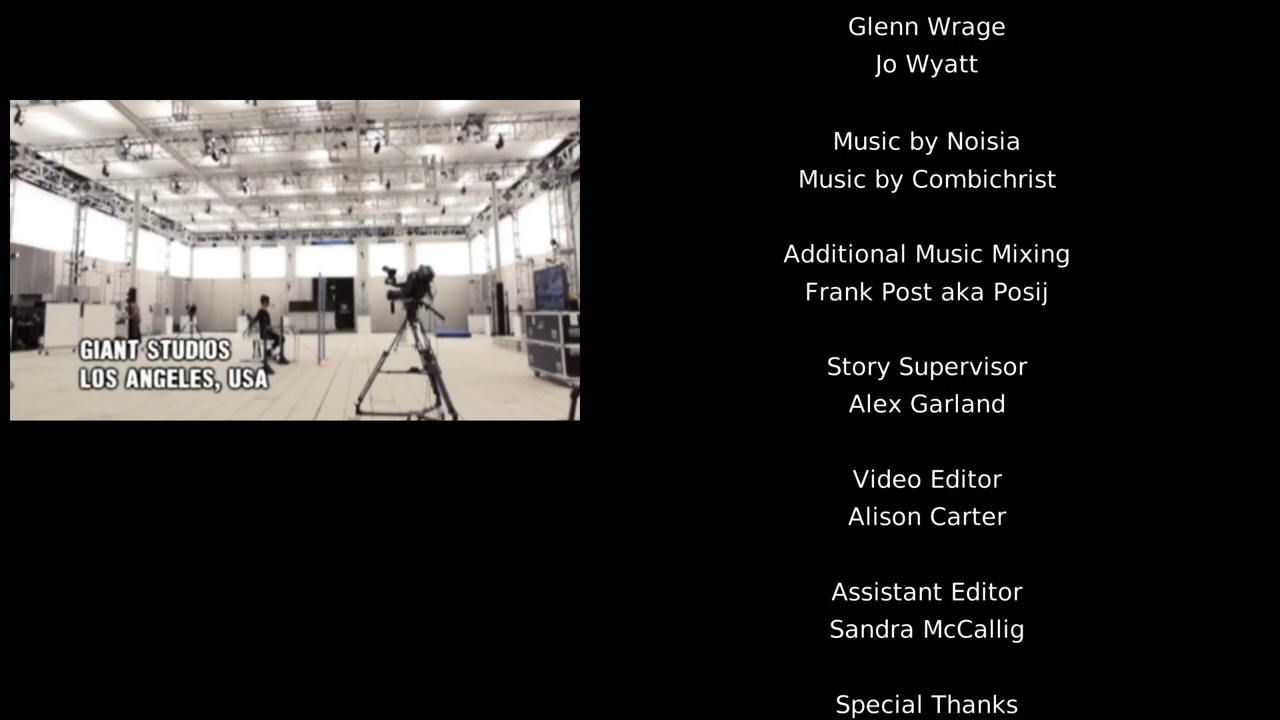 GIANT STUDIOS
LOS ANGELES, USA
Glenn Wrage
Jo Wyatt
Music by Noisia
Music by Combichrist
Additional Music Mixing
Frank Post aka Posij
Story Supervisor
Alex Garland
Video Editor
Alison Carter
Assistant Editor
Sandra McCallig
Special Thanks